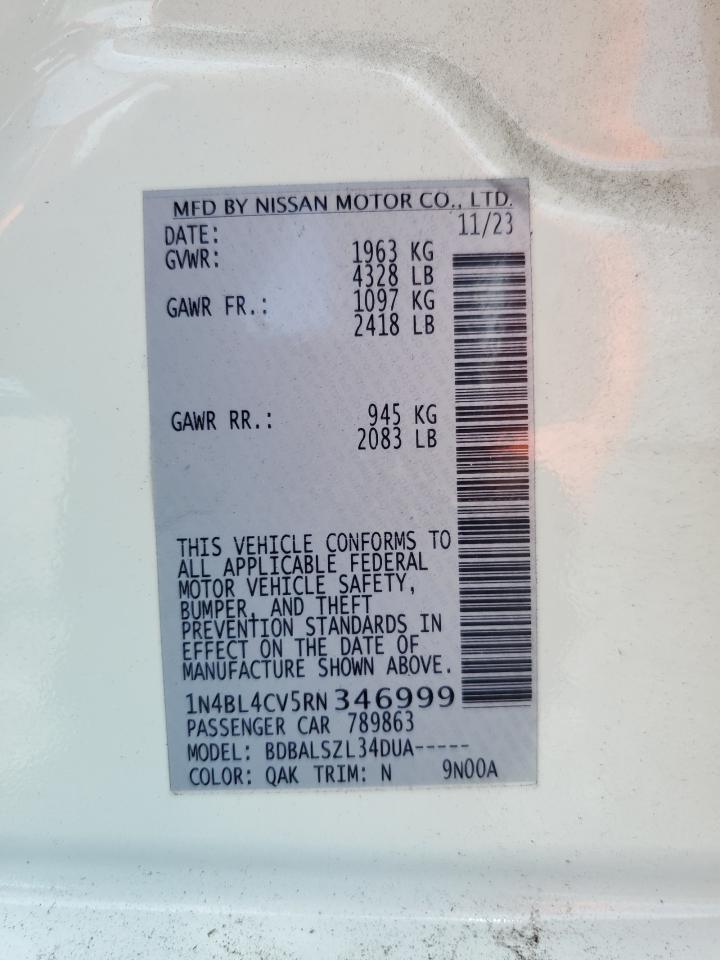 MFD BY NISSAN MOTOR CO., LTD.
DATE: 11/23
GVWR: 1963 KG
4328 LB
GAWR FR.: 1097 KG
2418 LB
GAWR RR.: 945 KG
2083 LB
THIS VEHICLE CONFORMS TO
ALL APPLICABLE FEDERAL
MOTOR VEHICLE SAFETY,
BUMPER, AND THEFT
PREVENTION STANDARDS IN
EFFECT ON THE DATE OF
MANUFACTURE SHOWN ABOVE.
1N4BL4CV5RN346999
PASSENGER CAR 789863
MODEL: BDBALSZL34DUA-----
COLOR: QAK TRIM: N 9N00A